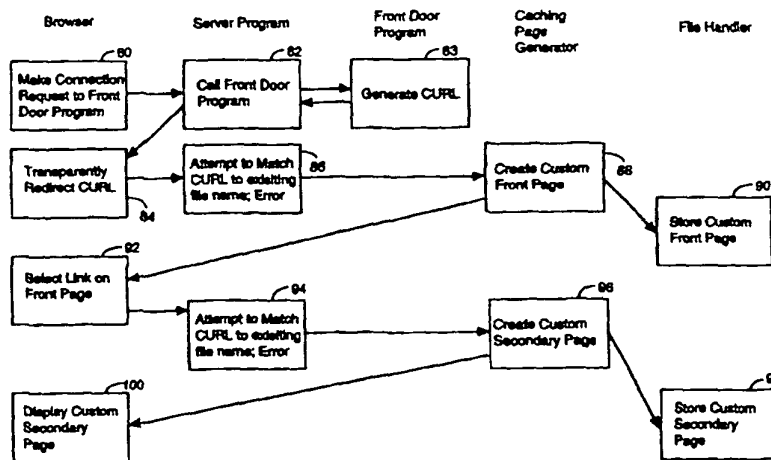 Browser
Server Program
Front Door
Program
Caching
Page
Generator
File Handler
80
Make Connection
Request to Front
Door Program
82
Call Front Door
Program
83
Generate CURL
Transparently
Redirect CURL
84
Attempt to Match
CURL to exisiting
file name; Error
86
Create Custom
Front Page
88
90
Store Custom
Front Page
92
Select Link on
Front Page
94
Attempt to Match
CURL to exisiting
file name; Error
96
Create Custom
Secondary Page
100
Display Custom
Secondary
Page
Store Custom
Secondary
Page